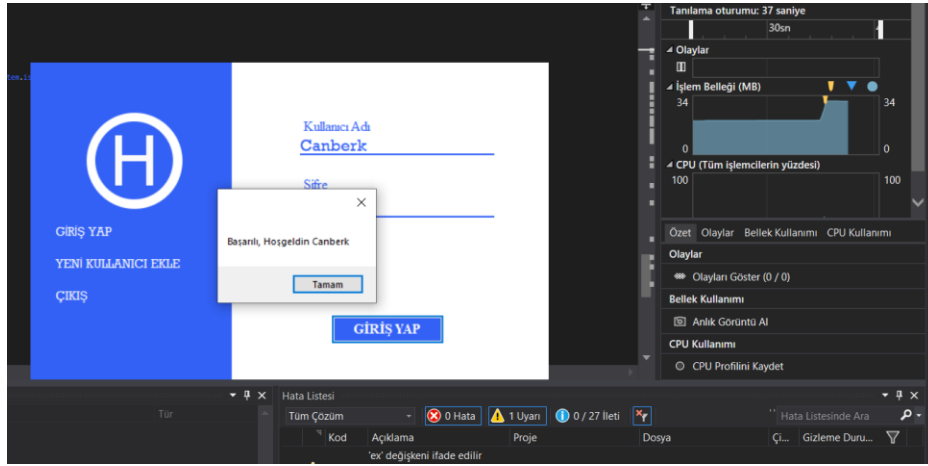 Tanılama oturumu: 37 saniye
30sn
Olaylar
İşlem Belleği (MB)
34
34
0
0
CPU (Tüm işlemcilerin yüzdesi)
100
100
Özet Olaylar Bellek Kullanımı CPU Kullanımı
Olaylar
Olayları Göster (0 / 0)
Bellek Kullanımı
Anlık Görüntü Al
CPU Kullanımı
CPU Profilini Kaydet
H
GİRİŞ YAP
YENİ KULLANICI EKLE
ÇIKIŞ
Kullanıcı Adı
Canberk
Şifre
Başarılı, Hoşgeldin Canberk
Tamam
GİRİŞ YAP
Tür
Hata Listesi
Tüm Çözüm 0 Hata 1 Uyarı 0 / 27 İleti Hata Listesinde Ara
Kod Açıklama Proje Dosya Çi... Gizleme Duru...
'ex' değişkeni ifade edilir